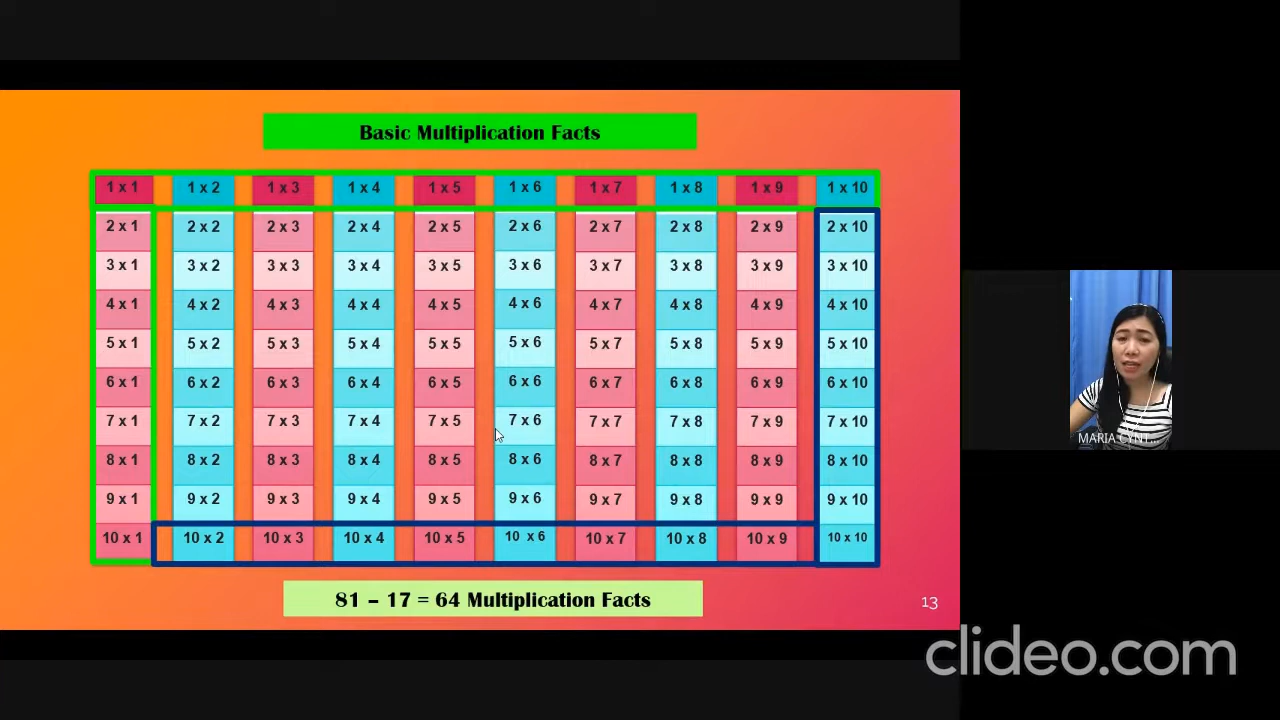 Basic Multiplication Facts
1 x 1 1 x 2 1 x 3 1 x 4 1 x 5 1 x 6 1 x 7 1 x 8 1 x 9 1 x 10
2 x 1 2 x 2 2 x 3 2 x 4 2 x 5 2 x 6 2 x 7 2 x 8 2 x 9 2 x 10
3 x 1 3 x 2 3 x 3 3 x 4 3 x 5 3 x 6 3 x 7 3 x 8 3 x 9 3 x 10
4 x 1 4 x 2 4 x 3 4 x 4 4 x 5 4 x 6 4 x 7 4 x 8 4 x 9 4 x 10
5 x 1 5 x 2 5 x 3 5 x 4 5 x 5 5 x 6 5 x 7 5 x 8 5 x 9 5 x 10
6 x 1 6 x 2 6 x 3 6 x 4 6 x 5 6 x 6 6 x 7 6 x 8 6 x 9 6 x 10
7 x 1 7 x 2 7 x 3 7 x 4 7 x 5 7 x 6 7 x 7 7 x 8 7 x 9 7 x 10
8 x 1 8 x 2 8 x 3 8 x 4 8 x 5 8 x 6 8 x 7 8 x 8 8 x 9 8 x 10
9 x 1 9 x 2 9 x 3 9 x 4 9 x 5 9 x 6 9 x 7 9 x 8 9 x 9 9 x 10
10 x 1 10 x 2 10 x 3 10 x 4 10 x 5 10 x 6 10 x 7 10 x 8 10 x 9 10 x 10
81 – 17 = 64 Multiplication Facts
13
MARIA CYNT...
clideo.com